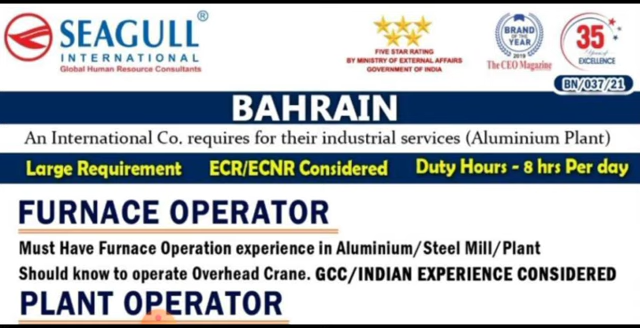 SEAGULL®
INTERNATIONAL
Global Human Resource Consultants
FIVE STAR RATING
BY MINISTRY OF EXTERNAL AFFAIRS
GOVERNMENT OF INDIA
BRAND
OF THE
YEAR
2019
The CEO Magazine
35
Years of
EXCELLENCE
BN/037/21
BAHRAIN
An International Co. requires for their industrial services (Aluminium Plant)
Large Requirement ECR/ECNR Considered Duty Hours - 8 hrs Per day
FURNACE OPERATOR
Must Have Furnace Operation experience in Aluminium/Steel Mill/Plant
Should know to operate Overhead Crane. GCC/INDIAN EXPERIENCE CONSIDERED
PLANT OPERATOR